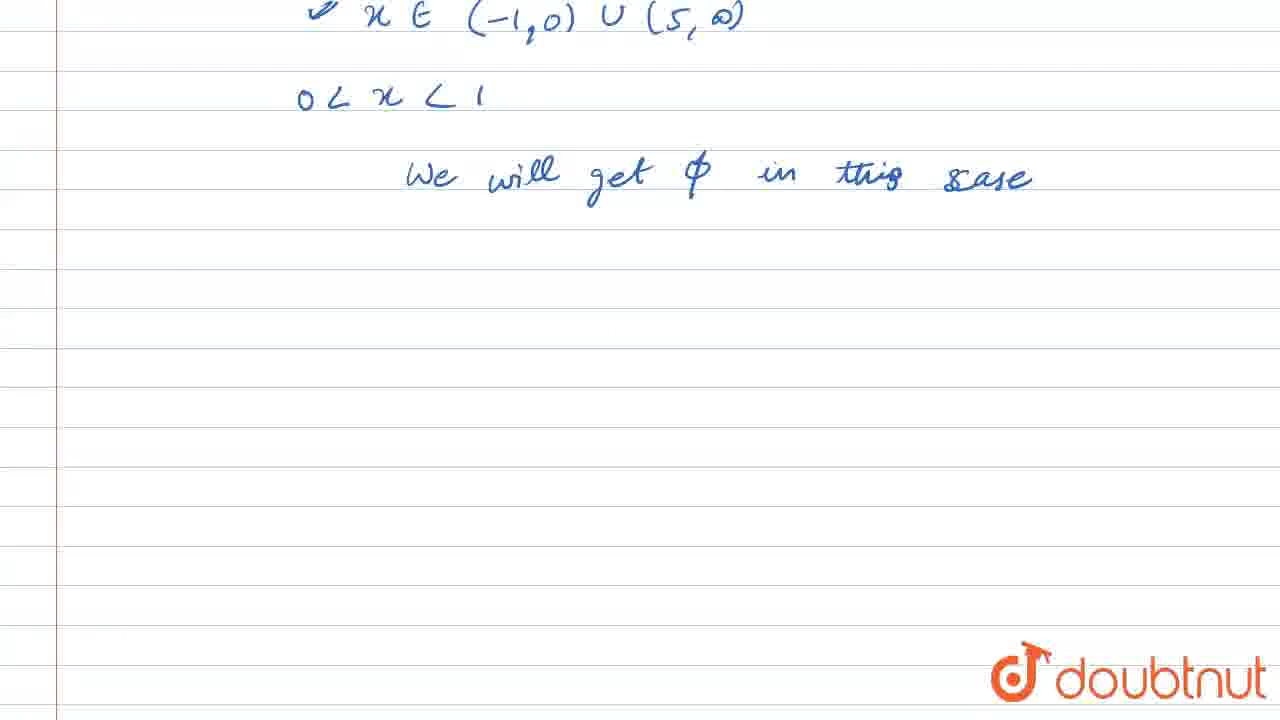 x ∈ (-1,0) ∪ (5,∞)
0 < x < 1
We will get ϕ in this case
doubtnut